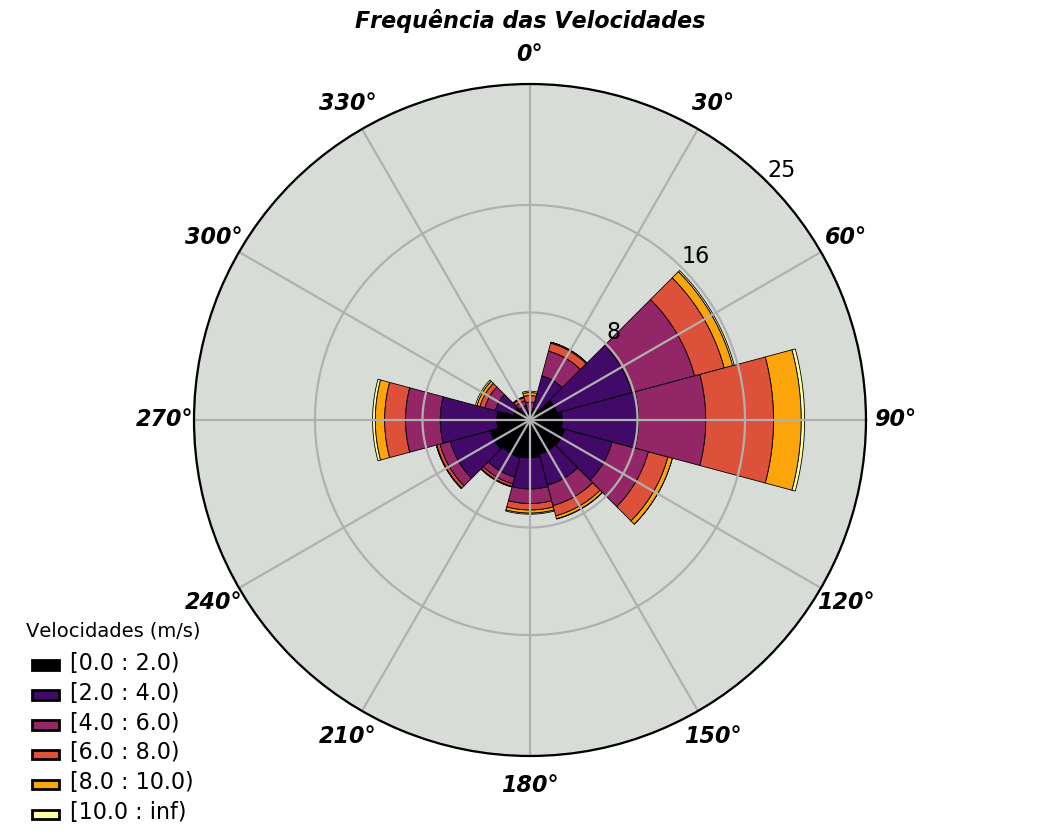 Frequência das Velocidades
0°
330°
30°
25
300°
60°
16
8
270°
90°
240°
120°
210°
150°
180°
Velocidades (m/s)
[0.0 : 2.0)
[2.0 : 4.0)
[4.0 : 6.0)
[6.0 : 8.0)
[8.0 : 10.0)
[10.0 : inf)